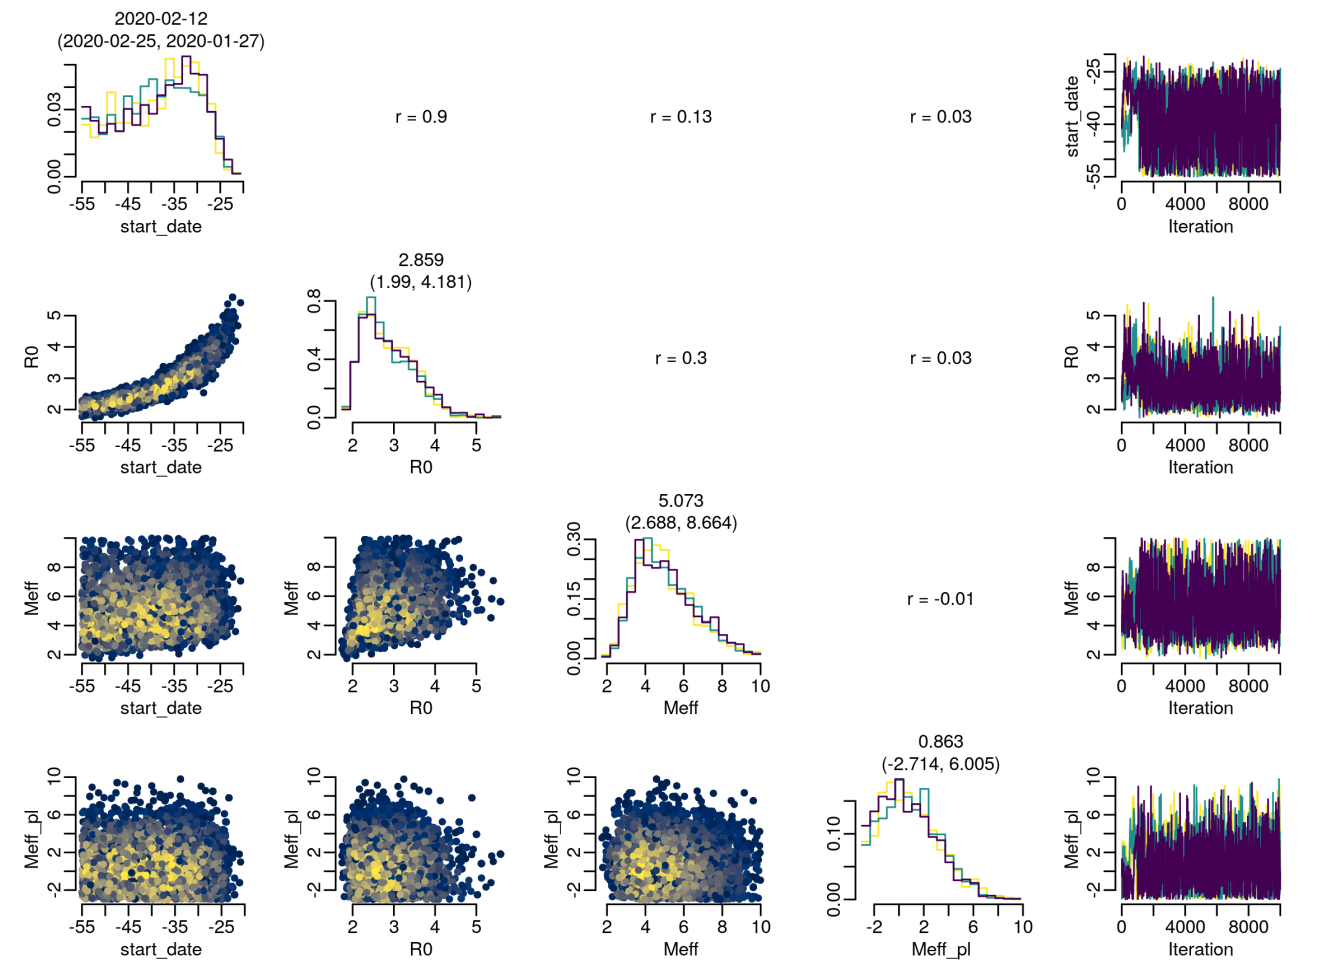 2020-02-12
(2020-02-25, 2020-01-27)
0.00 0.03
-55 -45 -35 -25
start_date
r = 0.9
r = 0.13
r = 0.03
start_date
-55 -40 -25
0 4000 8000
Iteration
R0
2 3 4 5
-55 -45 -35 -25
start_date
2.859
(1.99, 4.181)
0.0 0.4 0.8
2 3 4 5
R0
r = 0.3
r = 0.03
R0
2 3 4 5
0 4000 8000
Iteration
Meff
2 4 6 8
-55 -45 -35 -25
start_date
Meff
2 4 6 8
2 3 4 5
R0
5.073
(2.688, 8.664)
0.00 0.15 0.30
2 4 6 8 10
Meff
r = -0.01
Meff
2 4 6 8
0 4000 8000
Iteration
Meff_pl
-2 2 6 10
-55 -45 -35 -25
start_date
Meff_pl
-2 2 6 10
2 3 4 5
R0
Meff_pl
-2 2 6 10
2 4 6 8 10
Meff
0.863
(-2.714, 6.005)
0.00 0.10
-2 2 6 10
Meff_pl
Meff_pl
-2 2 6 10
0 4000 8000
Iteration